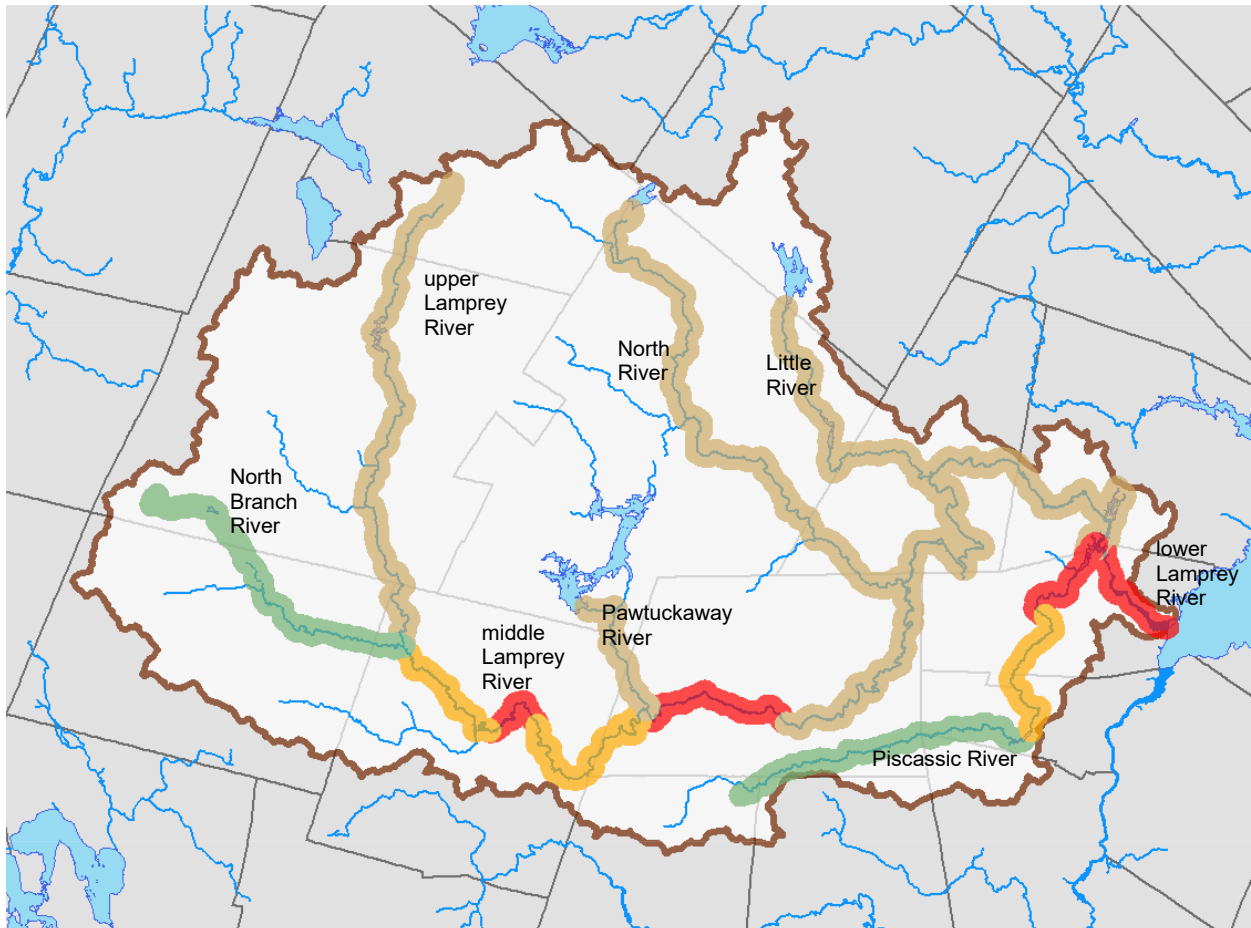 upper
Lamprey
River
North
River
Little
River
North
Branch
River
lower
Lamprey
River
Pawtuckaway
River
middle
Lamprey
River
Piscassic River